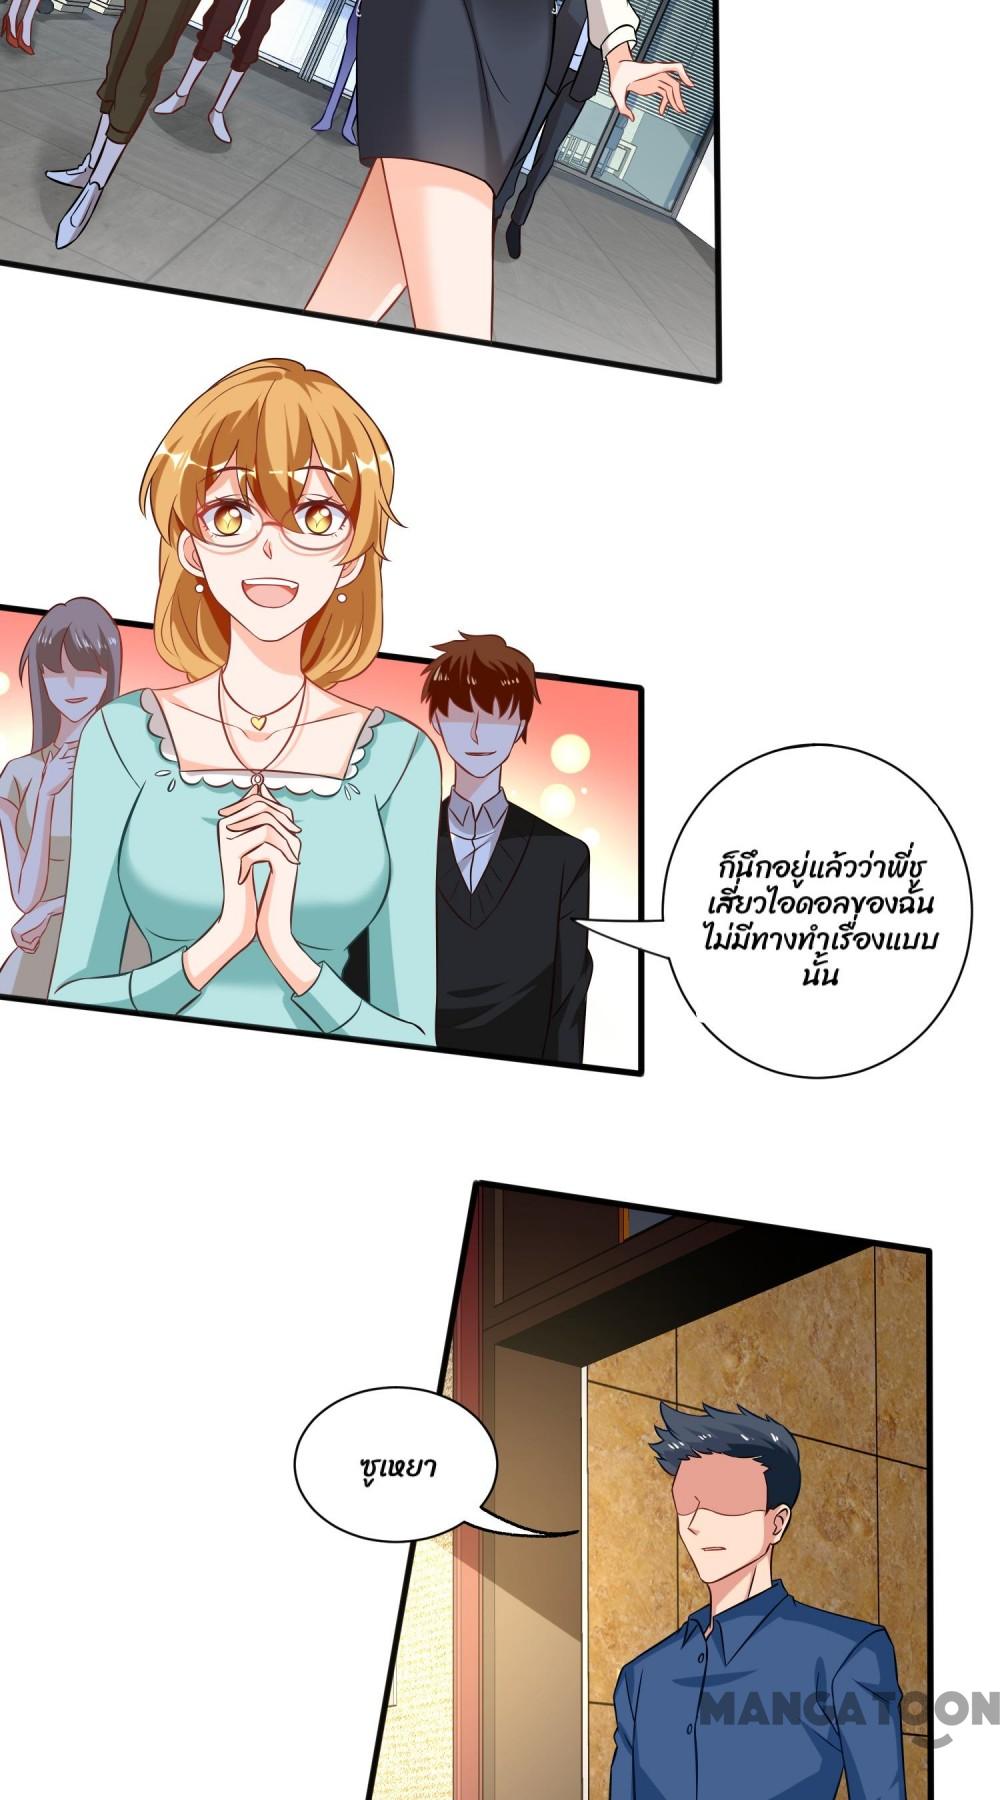 ก็นึกอยู่แล้วว่าพี่ชู
เสี่ยวไอดอลของฉัน
ไม่มีทางทำเรื่องแบบ
นั้น
ซูเหยา
MANGATOON